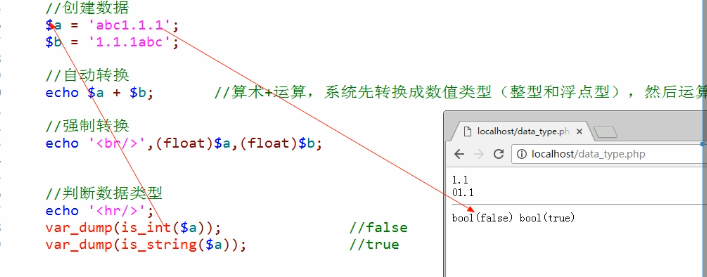 //创建数据
$a = 'abc1.1.1';
$b = '1.1.1abc';
//自动转换
echo $a + $b; //算术+运算，系统先转换成数值类型（整型和浮点型），然后运算
//强制转换
echo '<br/>',(float)$a,(float)$b;
//判断数据类型
echo '<hr/>';
var_dump(is_int($a)); //false
var_dump(is_string($a)); //true
localhost/data_type.ph
localhost/data_type.php
1.1
01.1
bool(false) bool(true)